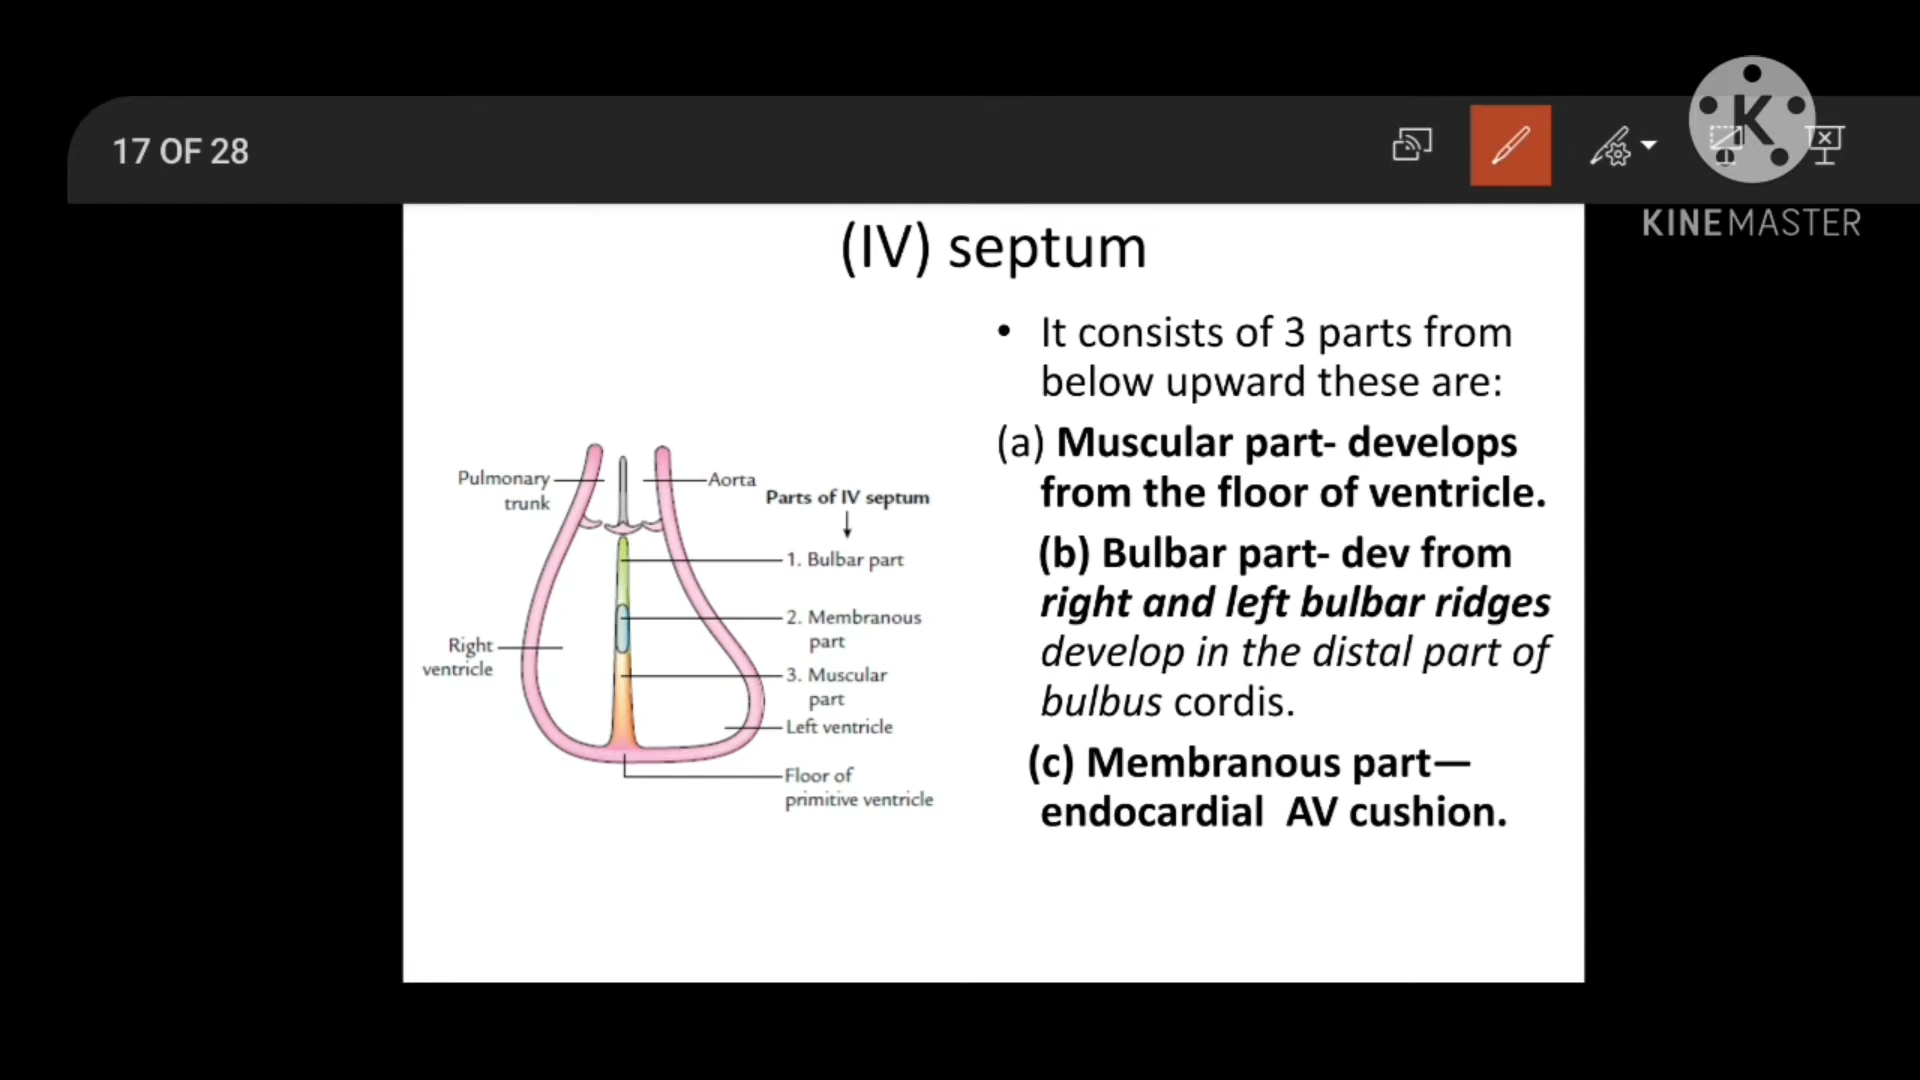 17 OF 28
KINEMASTER
(IV) septum
• It consists of 3 parts from
below upward these are:
(a) Muscular part- develops
from the floor of ventricle.
(b) Bulbar part- dev from
right and left bulbar ridges
develop in the distal part of
bulbus cordis.
(c) Membranous part—
endocardial AV cushion.
Pulmonary
trunk
Aorta
Parts of IV septum
1. Bulbar part
2. Membranous
part
Right
ventricle
3. Muscular
part
Left ventricle
Floor of
primitive ventricle